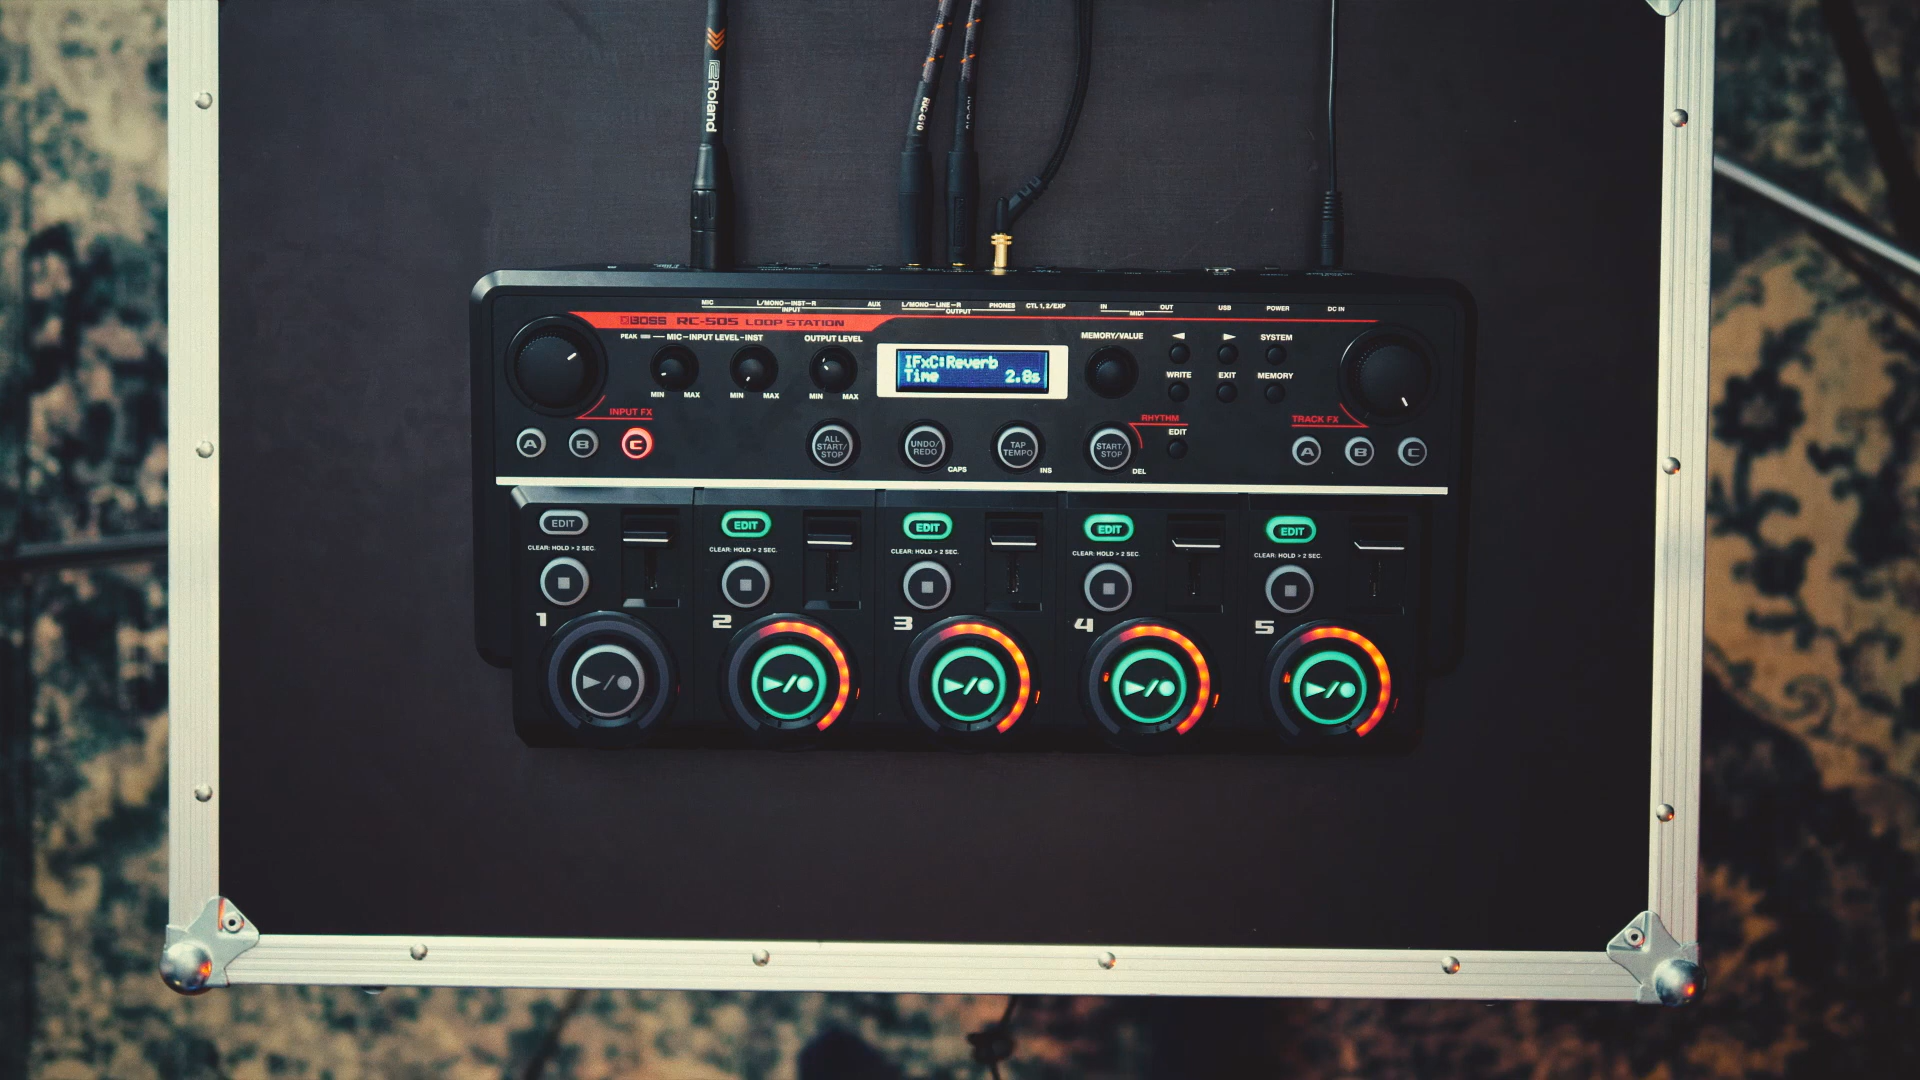 Roland
RIC-G10
MIC L/MONO—INST—R AUX L/MONO—LINE—R PHONES CTL 1, 2/EXP IN OUT USB POWER DC IN
INPUT OUTPUT MIDI
BOSS RC-505 LOOP STATION
PEAK MIC—INPUT LEVEL—INST OUTPUT LEVEL MEMORY/VALUE SYSTEM
IFxC:Reverb
Time 2.8s
WRITE EXIT MEMORY
MIN MAX MIN MAX MIN MAX
INPUT FX RHYTHM TRACK FX
EDIT
A B C ALL START/STOP UNDO/REDO TAP TEMPO START/STOP A B C
CAPS INS DEL
EDIT EDIT EDIT EDIT EDIT
CLEAR: HOLD > 2 SEC. CLEAR: HOLD > 2 SEC. CLEAR: HOLD > 2 SEC. CLEAR: HOLD > 2 SEC. CLEAR: HOLD > 2 SEC.
1 2 3 4 5